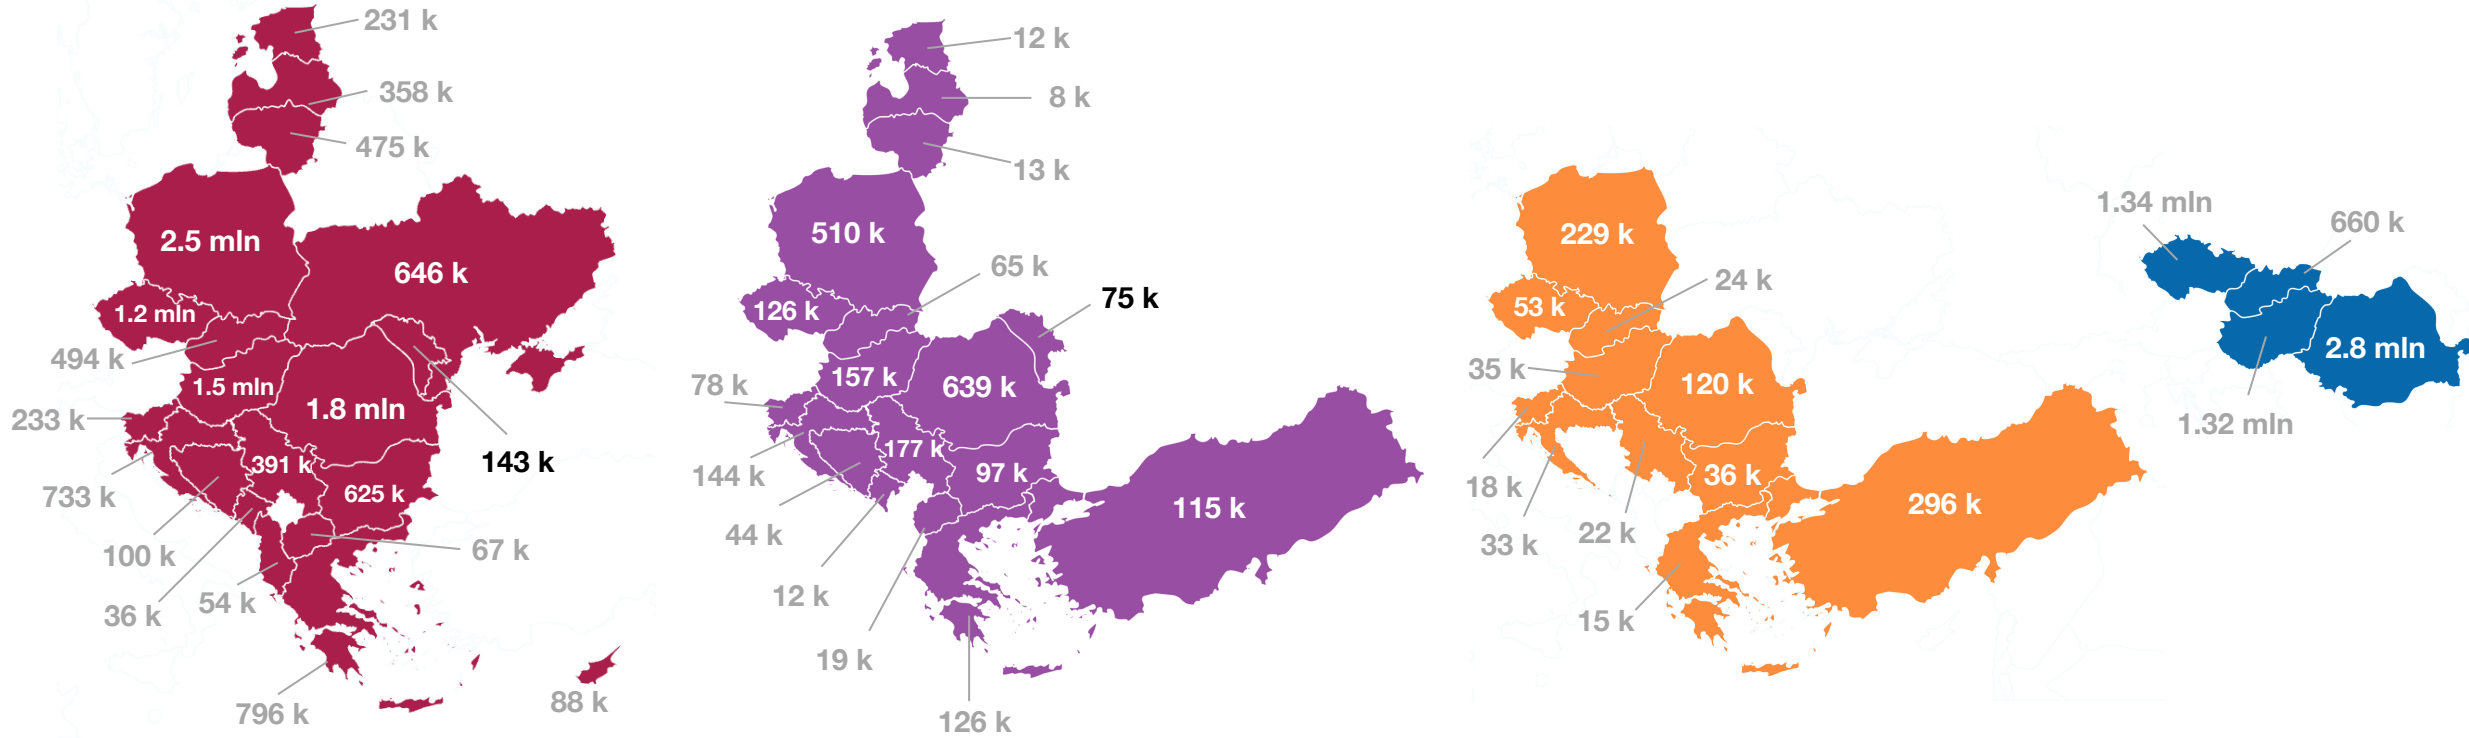 231 k
358 k
475 k
2.5 mln
646 k
1.2 mln
494 k
1.5 mln
1.8 mln
233 k
143 k
391 k
625 k
733 k
100 k
67 k
36 k
54 k
796 k
88 k
12 k
8 k
13 k
510 k
65 k
126 k
75 k
157 k
78 k
639 k
177 k
144 k
97 k
115 k
44 k
12 k
19 k
126 k
229 k
24 k
53 k
35 k
120 k
18 k
36 k
33 k
22 k
296 k
15 k
1.34 mln
660 k
2.8 mln
1.32 mln